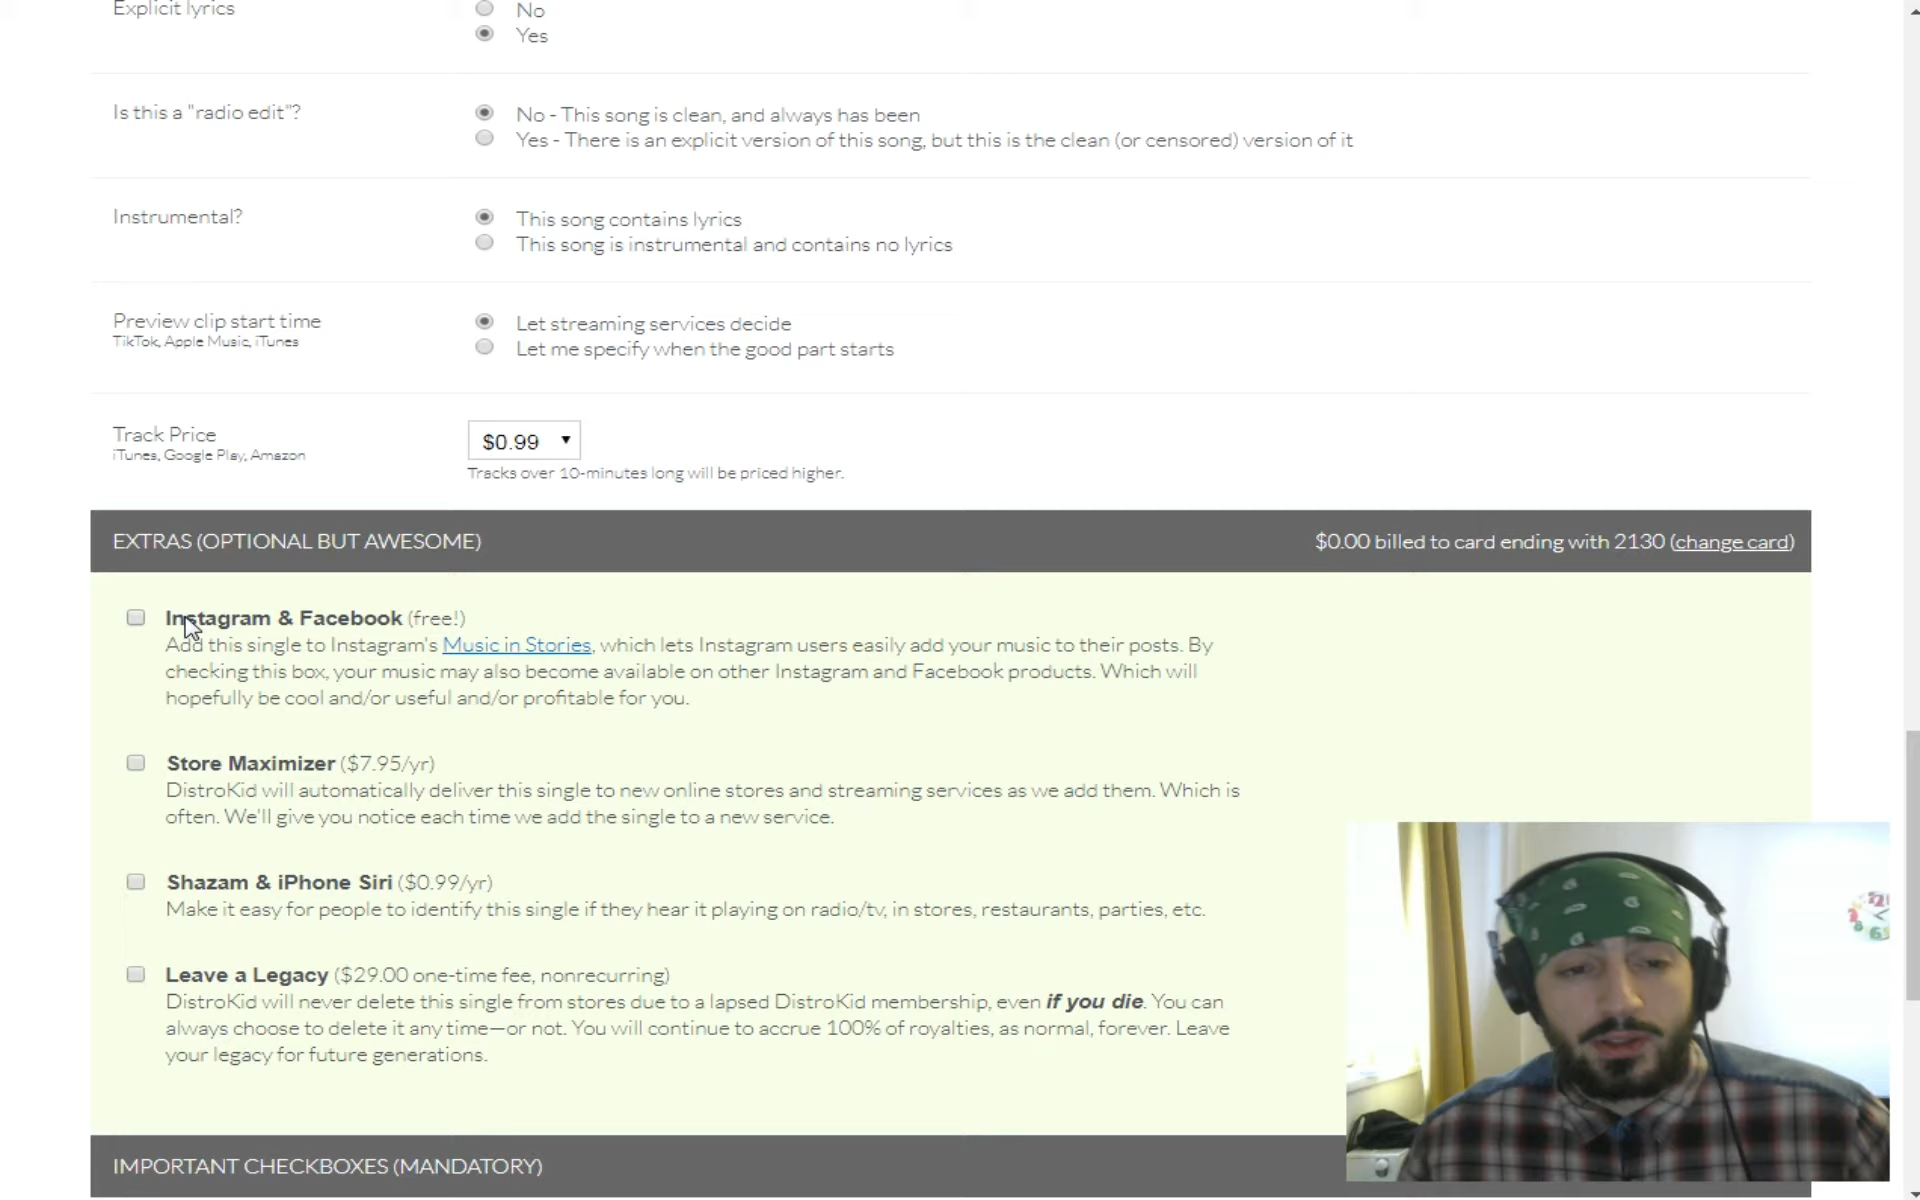 Explicit lyrics
No
Yes
Is this a "radio edit"?
No - This song is clean, and always has been
Yes - There is an explicit version of this song, but this is the clean (or censored) version of it
Instrumental?
This song contains lyrics
This song is instrumental and contains no lyrics
Preview clip start time
TikTok, Apple Music, iTunes
Let streaming services decide
Let me specify when the good part starts
Track Price
iTunes, Google Play, Amazon
$0.99
Tracks over 10-minutes long will be priced higher.
EXTRAS (OPTIONAL BUT AWESOME)
$0.00 billed to card ending with 2130 (change card)
Instagram & Facebook (free!)
Add this single to Instagram's Music in Stories, which lets Instagram users easily add your music to their posts. By
checking this box, your music may also become available on other Instagram and Facebook products. Which will
hopefully be cool and/or useful and/or profitable for you.
Store Maximizer ($7.95/yr)
DistroKid will automatically deliver this single to new online stores and streaming services as we add them. Which is
often. We'll give you notice each time we add the single to a new service.
Shazam & iPhone Siri ($0.99/yr)
Make it easy for people to identify this single if they hear it playing on radio/tv, in stores, restaurants, parties, etc.
Leave a Legacy ($29.00 one-time fee, nonrecurring)
DistroKid will never delete this single from stores due to a lapsed DistroKid membership, even if you die. You can
always choose to delete it any time—or not. You will continue to accrue 100% of royalties, as normal, forever. Leave
your legacy for future generations.
IMPORTANT CHECKBOXES (MANDATORY)